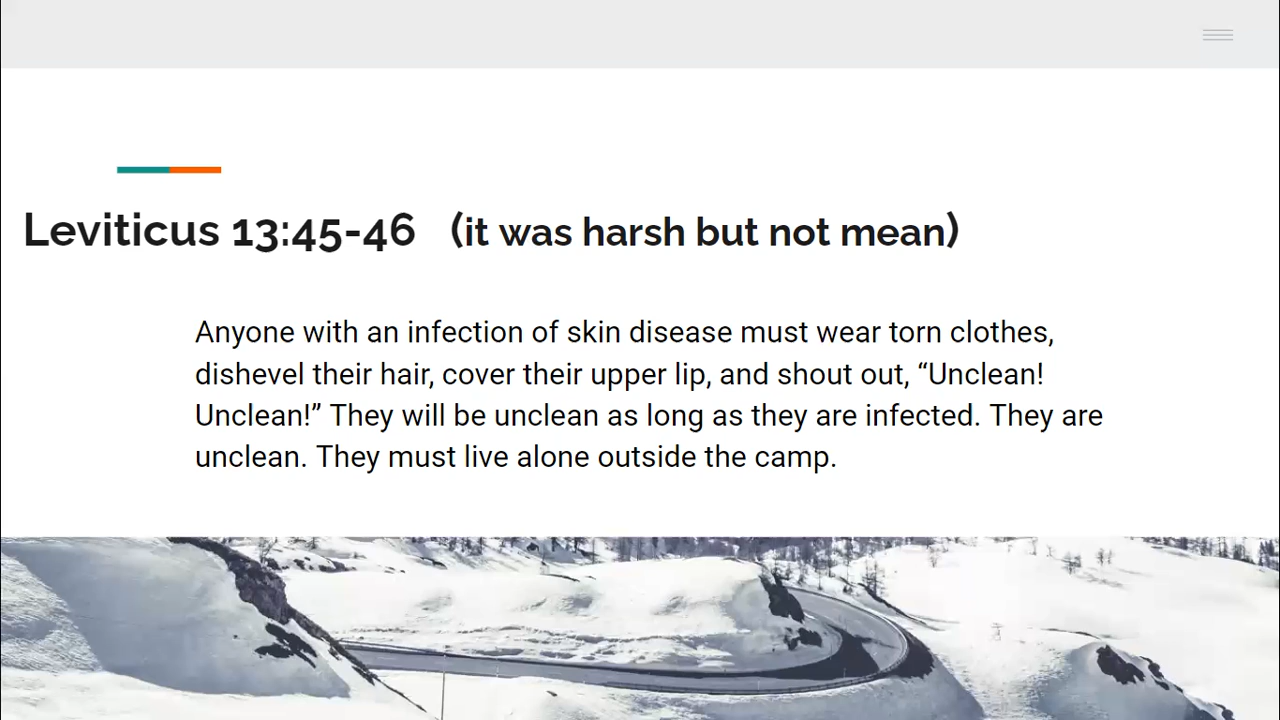 Leviticus 13:45-46 (it was harsh but not mean)
Anyone with an infection of skin disease must wear torn clothes,
dishevel their hair, cover their upper lip, and shout out, “Unclean!
Unclean!” They will be unclean as long as they are infected. They are
unclean. They must live alone outside the camp.